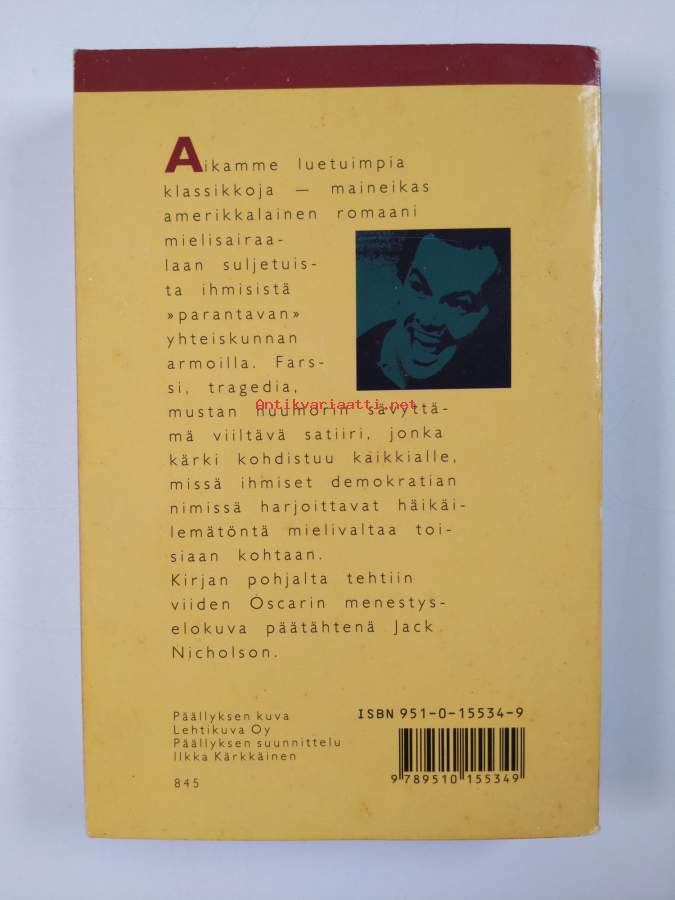 Aikamme luetuimpia
klassikkoja — maineikas
amerikkalainen romaani
mielisairaa-
laan suljetuis-
ta ihmisistä
»parantavan»
yhteiskunnan
armoilla. Fars-
si, tragedia,
Antikvariaatti.net
mustan huumorin sävyttä-
mä viiltävä satiiri, jonka
kärki kohdistuu kaikkialle,
missä ihmiset demokratian
nimissä harjoittavat häikäi-
lemätöntä mielivaltaa toi-
siaan kohtaan.
Kirjan pohjalta tehtiin
viiden Oscarin menestys-
elokuva päätähtenä Jack
Nicholson.
Päällyksen kuva
Lehtikuva Oy
Päällyksen suunnittelu
Ilkka Kärkkäinen
845
ISBN 951-0-15534-9
9 789510 155349